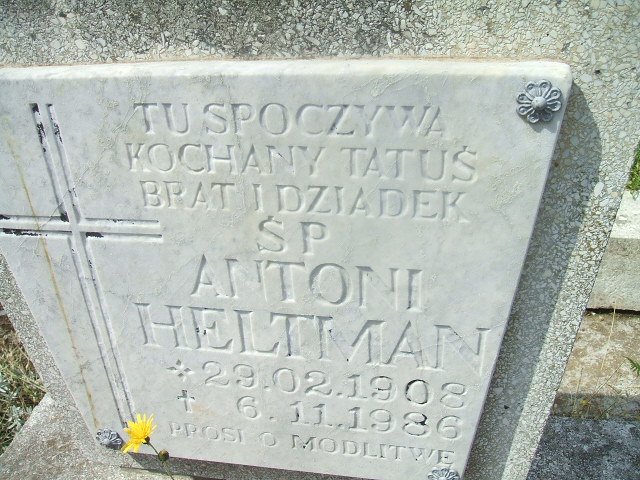 TU SPOCZYWA
KOCHANY TATUŚ
BRAT I DZIADEK
ŚP
ANTONI
HELTMAN
* 29.02.1908
† 6.11.1986
PROSI O MODLITWĘ